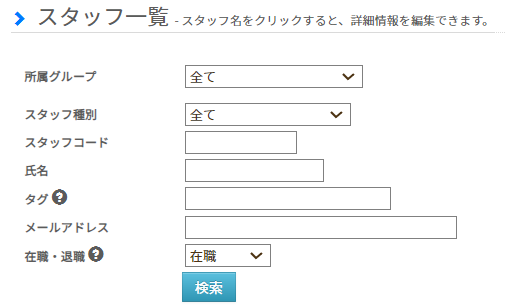 スタッフ一覧 - スタッフ名をクリックすると、詳細情報を編集できます。
所属グループ 全て
スタッフ種別 全て
スタッフコード
氏名
タグ ?
メールアドレス
在職・退職 ? 在職
検索